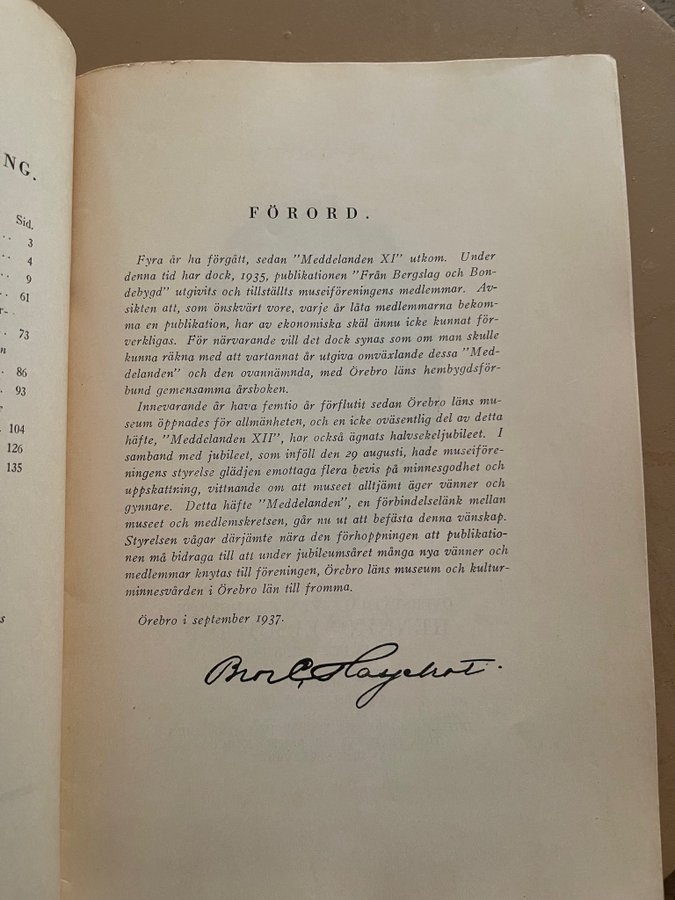 NG.
Sid.
3
4
9
61
r-
73
n
86
93
r
104
126
135
s
FÖRORD.
Fyra år ha förgått, sedan "Meddelanden XI" utkom. Under
denna tid har dock, 1935, publikationen "Från Bergslag och Bon-
debygd" utgivits och tillställts museiföreningens medlemmar. Av-
sikten att, som önskvärt vore, varje år låta medlemmarna bekom-
ma en publikation, har av ekonomiska skäl ännu icke kunnat för-
verkligas. För närvarande vill det dock synas som om man skulle
kunna räkna med att vartannat år utgiva omväxlande dessa "Med-
delanden" och den ovannämnda, med Örebro läns hembygdsför-
bund gemensamma årsboken.
Innevarande år hava femtio år förflutit sedan Örebro läns mu-
seum öppnades för allmänheten, och en icke oväsentlig del av detta
häfte, "Meddelanden XII", har också ägnats halvsekeljubileet. I
samband med jubileet, som inföll den 29 augusti, hade museiföre-
ningens styrelse glädjen emottaga flera bevis på minnesgodhet och
uppskattning, vittnande om att museet alltjämt äger vänner och
gynnare. Detta häfte "Meddelanden", en förbindelselänk mellan
museet och medlemskretsen, går nu ut att befästa denna vänskap.
Styrelsen vågar därjämte nära den förhoppningen att publikatio-
nen må bidraga till att under jubileumsåret många nya vänner och
medlemmar knytas till föreningen, Örebro läns museum och kultur-
minnesvården i Örebro län till fromma.
Örebro i september 1937.
Bror C.